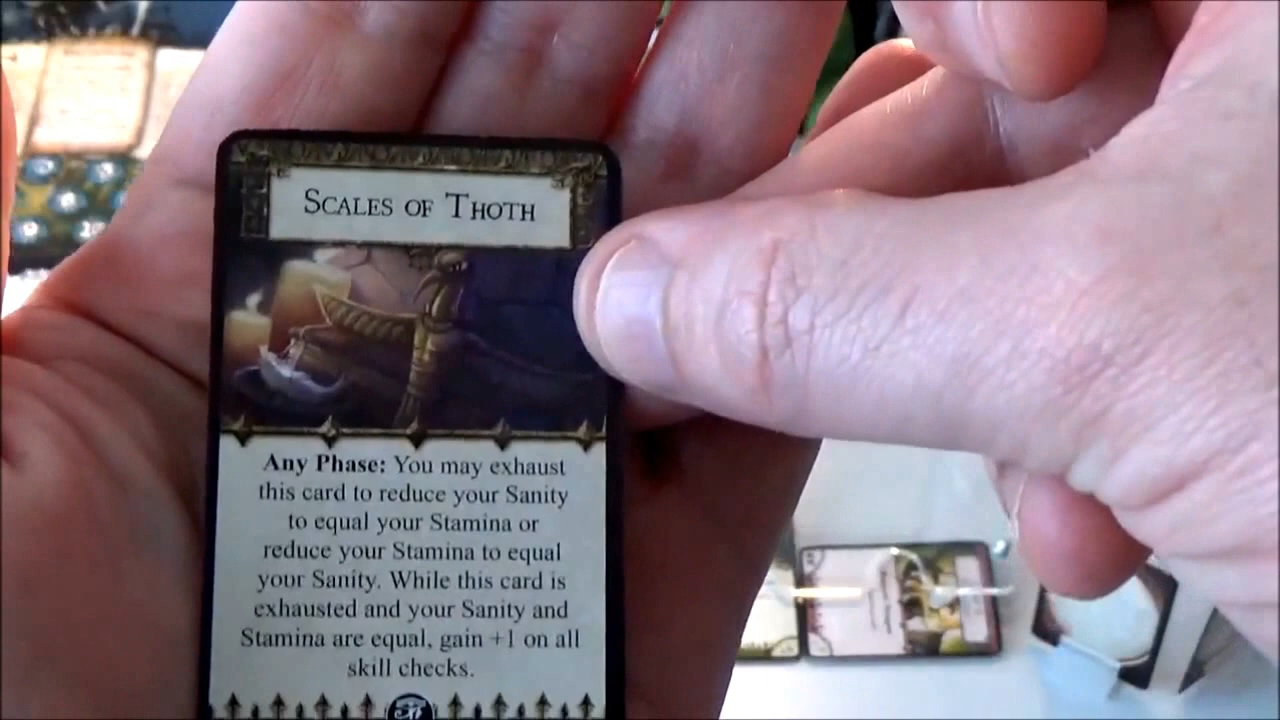 SCALES OF THOTH
Any Phase: You may exhaust
this card to reduce your Sanity
to equal your Stamina or
reduce your Stamina to equal
your Sanity. While this card is
exhausted and your Sanity and
Stamina are equal, gain +1 on all
skill checks.